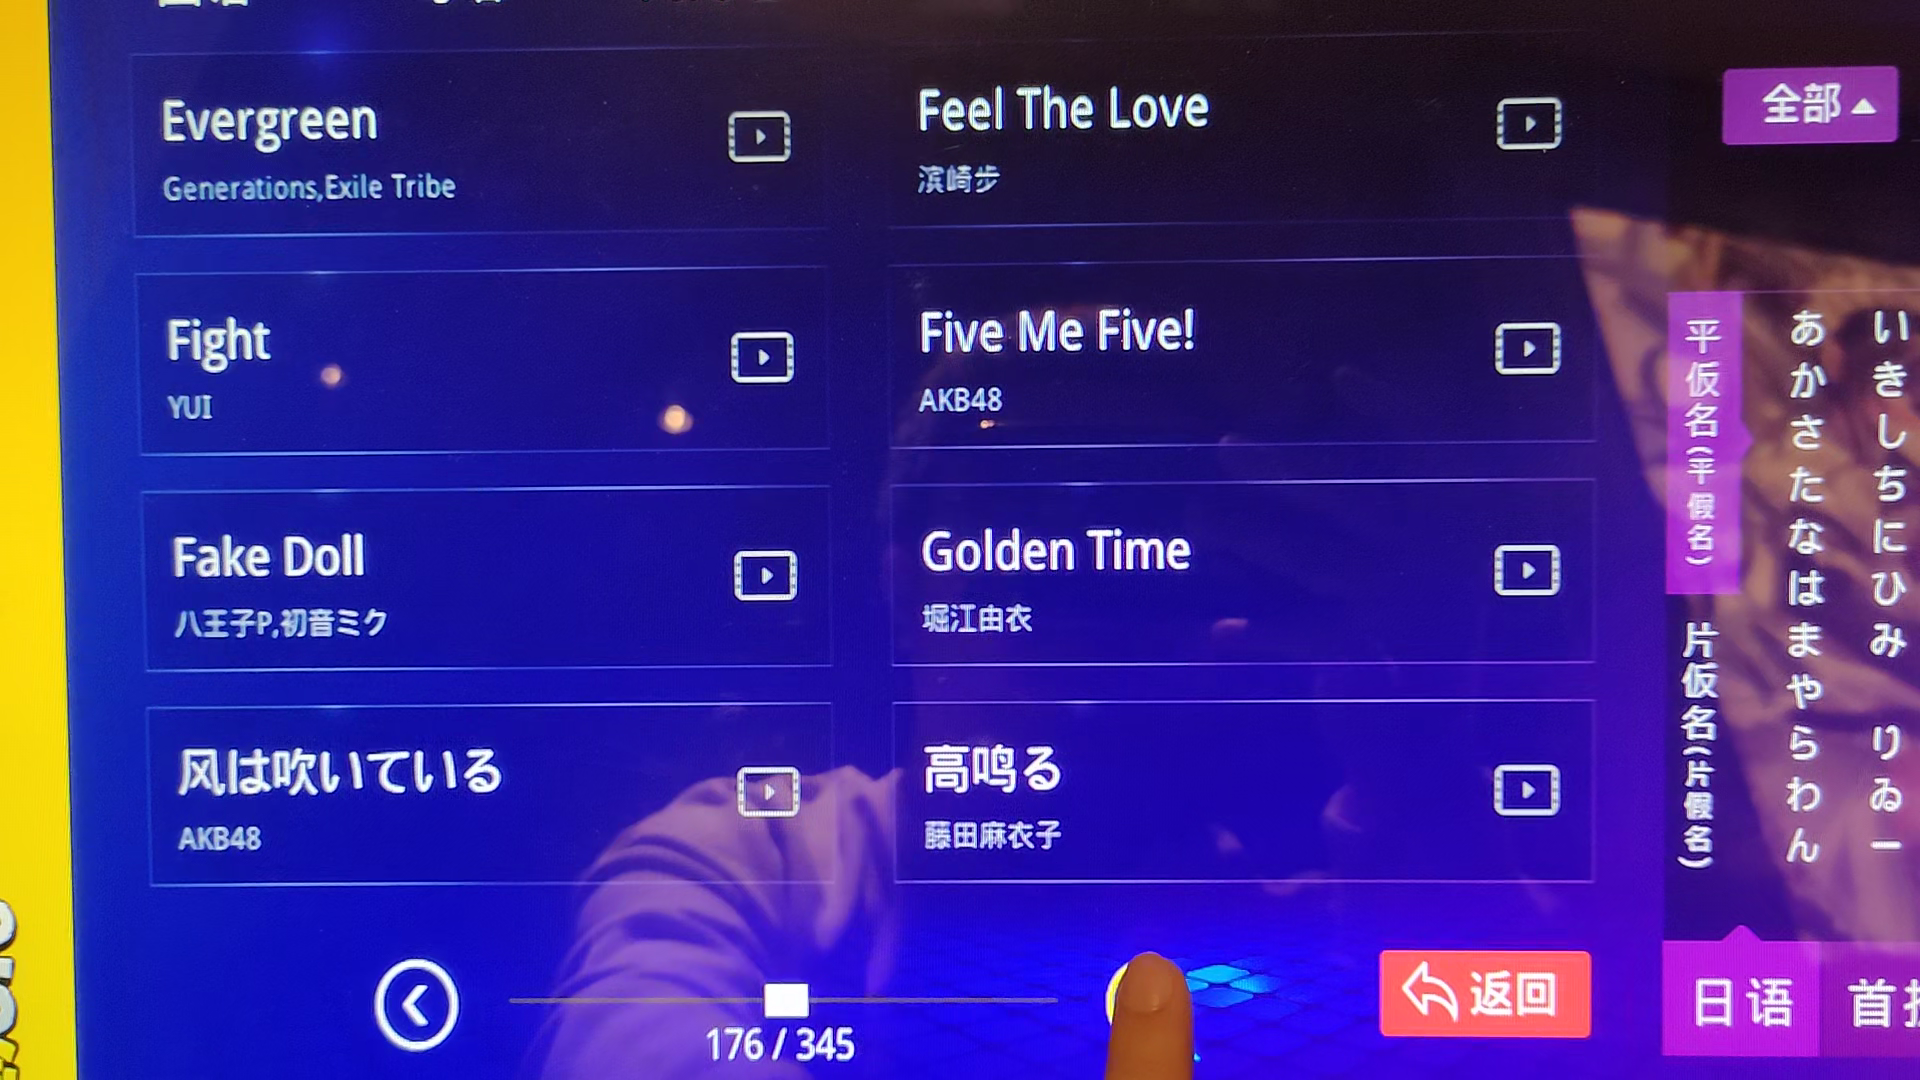 Evergreen
Generations,Exile Tribe
Feel The Love
滨崎步
全部
Fight
YUI
Five Me Five!
AKB48
Fake Doll
八王子P,初音ミク
Golden Time
堀江由衣
风は吹いている
AKB48
高鸣る
藤田麻衣子
平仮名(平假名)
片仮名(片假名)
あかさたなはまやらわん
いきしちにひみ りゐー
176 / 345
返回
日语
首